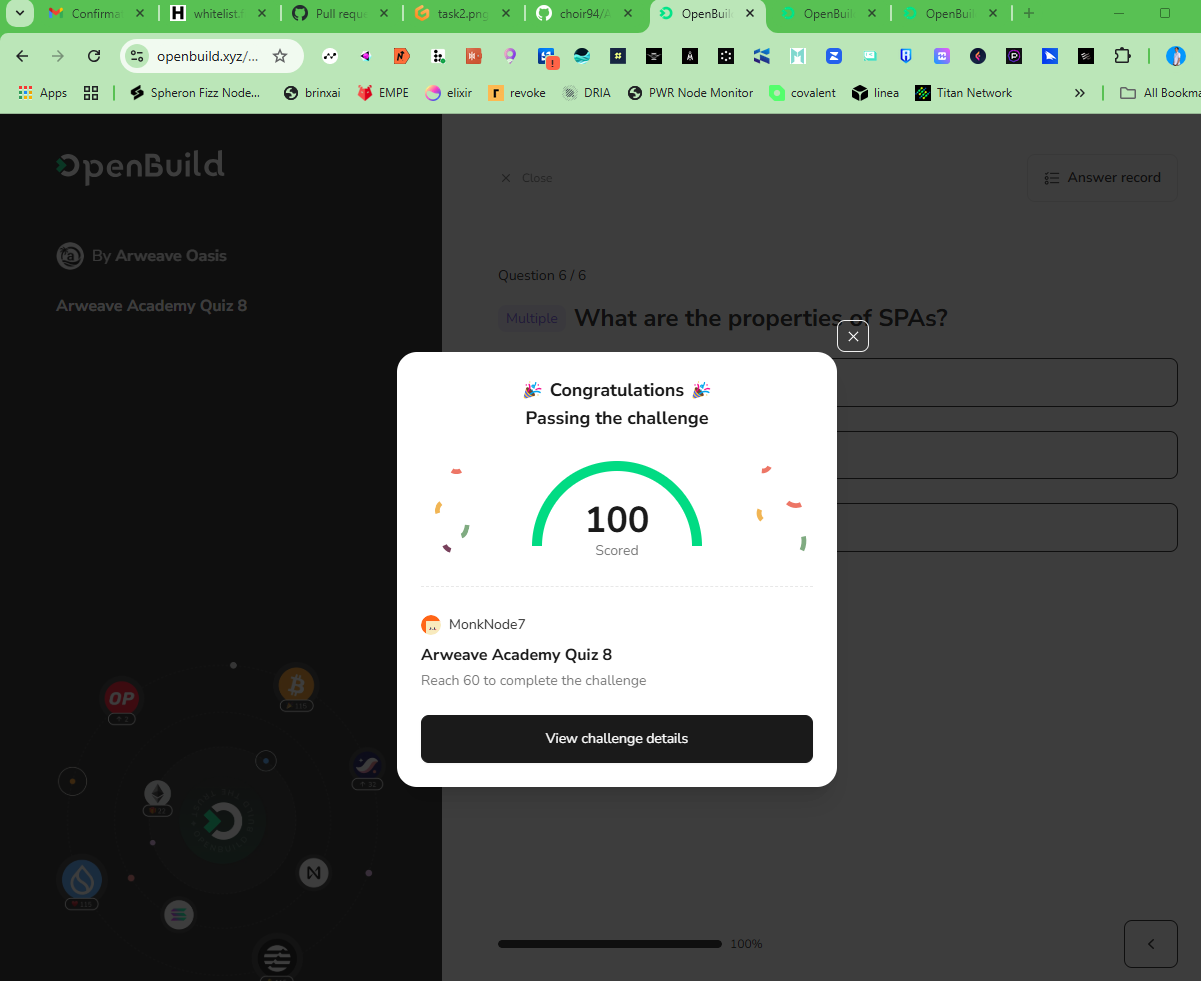 Confirma
whitelist.f
Pull reque
task2.png
choir94/A
OpenBuil
OpenBuil
OpenBuil
openbuild.xyz/...
Apps
Spheron Fizz Node...
brinxai
EMPE
elixir
revoke
DRIA
PWR Node Monitor
covalent
linea
Titan Network
All Bookma
OpenBuild
Close
Answer record
By Arweave Oasis
Arweave Academy Quiz 8
Question 6 / 6
Multiple What are the properties of SPAs?
🎉 Congratulations 🎉
Passing the challenge
100
Scored
MonkNode7
Arweave Academy Quiz 8
Reach 60 to complete the challenge
View challenge details
OP
100%